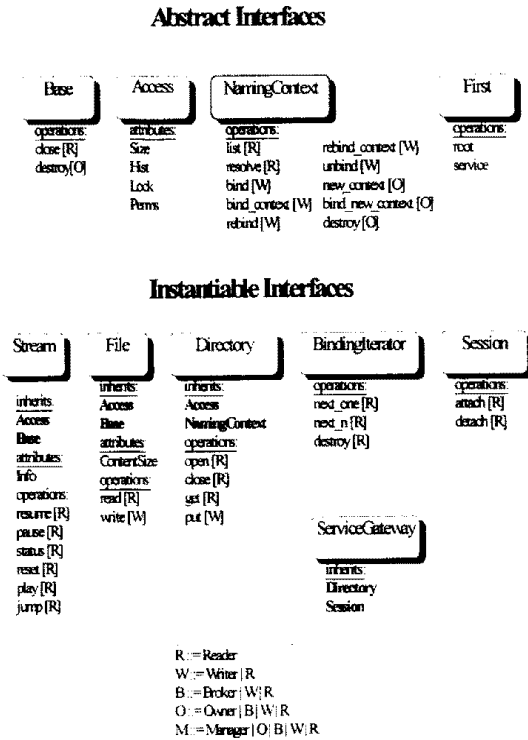 Abstract Interfaces
Base
operations:
close [R]
destroy[O]
Access
attributes:
Size
Hist
Lock
Perms
NamingContext
operations:
list [R]
resolve [R]
bind [W]
bind_context [W]
rebind [W]
rebind_context [W]
unbind [W]
new_context [O]
bind_new_context [O]
destroy [O]
First
operations:
root
service
Instantiable Interfaces
Stream
inherits:
Access
Base
attributes:
Info
operations:
resume [R]
pause [R]
status [R]
reset [R]
play [R]
jump [R]
File
inherits:
Access
Base
attributes:
ContentSize
operations:
read [R]
write [W]
Directory
inherits:
Access
NamingContext
operations:
open [R]
close [R]
get [R]
put [W]
BindingIterator
operations:
next_one [R]
next_n [R]
destroy [R]
Session
operations:
attach [R]
detach [R]
ServiceGateway
inherits:
Directory
Session
R ::= Reader
W ::= Writer | R
B ::= Broker | W | R
O ::= Owner | B | W | R
M ::= Manager | O | B | W | R